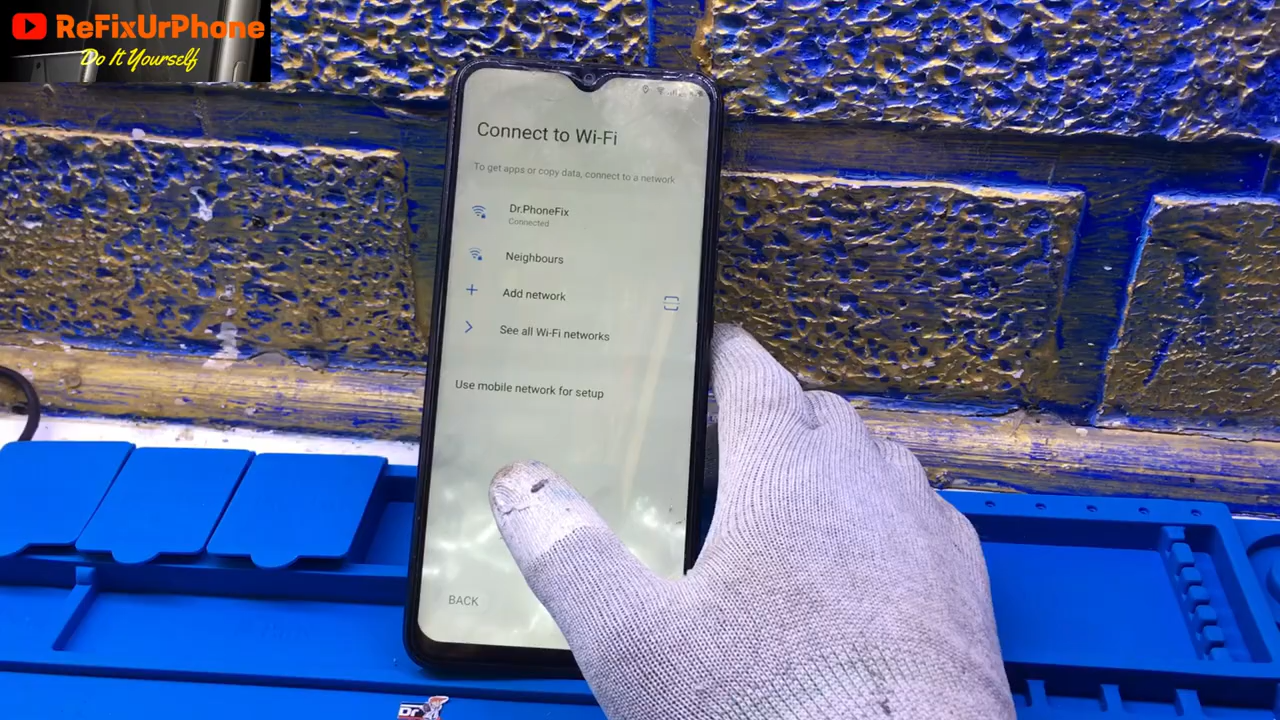 ReFixUrPhone
Do It Yourself
Connect to Wi-Fi
To get apps or copy data, connect to a network
Dr.PhoneFix
Connected
Neighbours
Add network
See all Wi-Fi networks
Use mobile network for setup
BACK
Dr